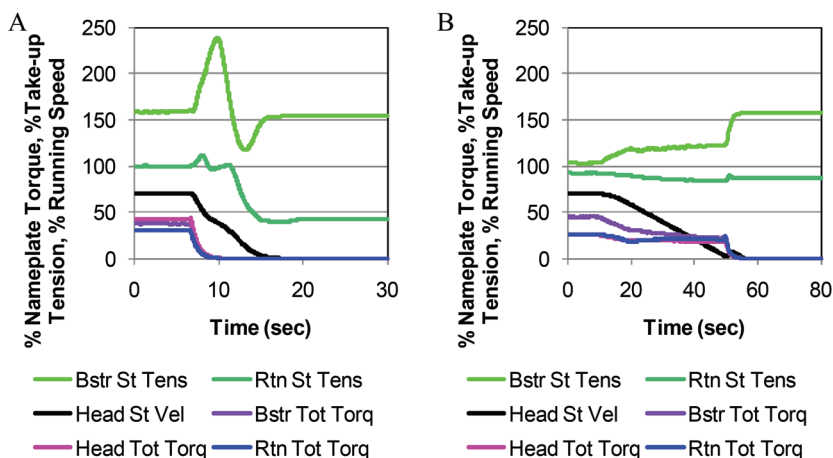 A
B
% Nameplate Torque, %Take-up
Tension, % Running Speed
250
200
150
100
50
0
0 10 20 30
Time (sec)
Bstr St Tens Rtn St Tens
Head St Vel Bstr Tot Torq
Head Tot Torq Rtn Tot Torq
% Nameplate Torque, % Take-up
Tension, % Running Speed
250
200
150
100
50
0
0 20 40 60 80
Time (sec)
Bstr St Tens Rtn St Tens
Head St Vel Bstr Tot Torq
Head Tot Torq Rtn Tot Torq